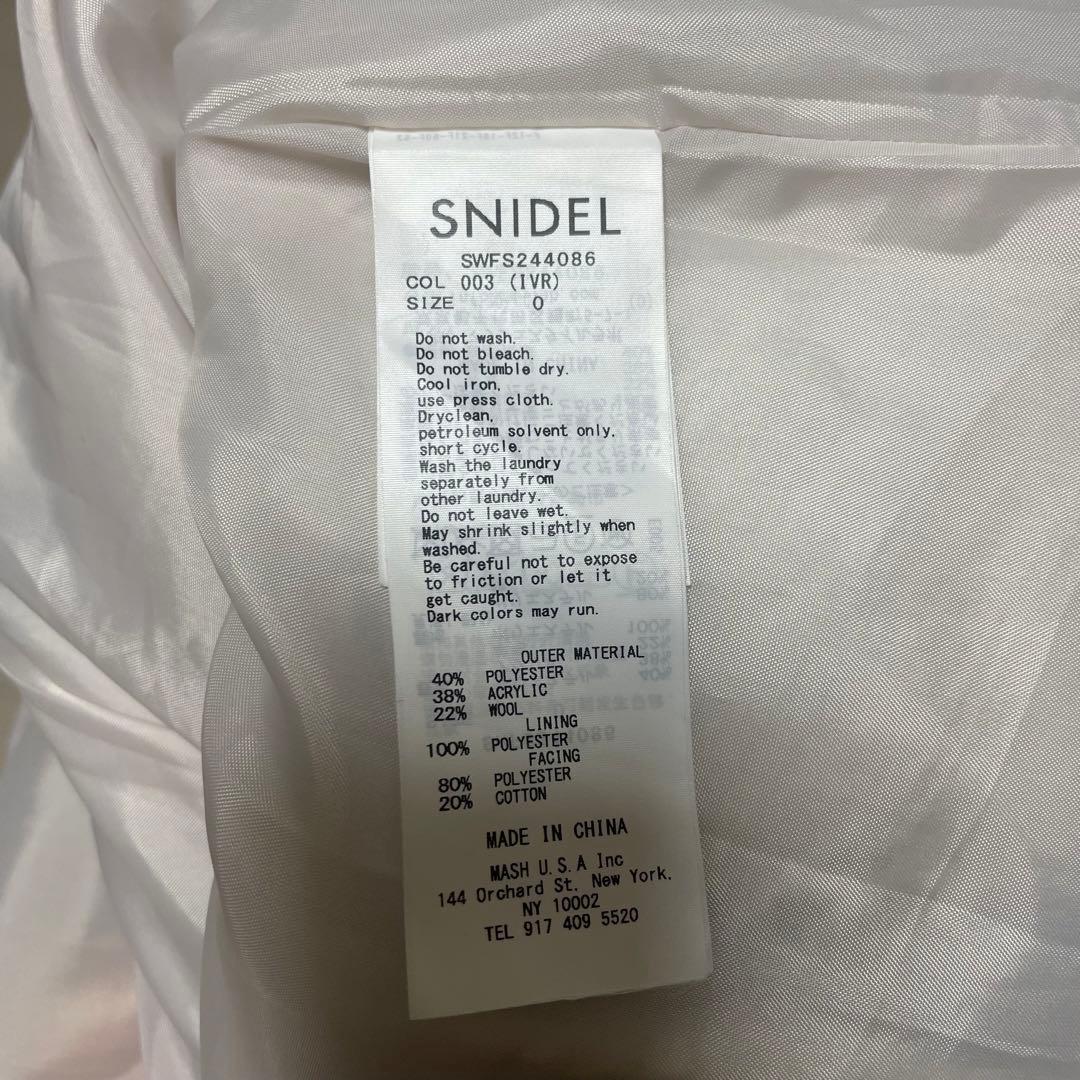 SNIDEL
SWFS244086
COL 003 (IVR)
SIZE 0
Do not wash.
Do not bleach.
Do not tumble dry.
Cool iron,
use press cloth.
Dryclean,
petroleum solvent only,
short cycle.
Wash the laundry
separately from
other laundry.
Do not leave wet.
May shrink slightly when
washed.
Be careful not to expose
to friction or let it
get caught.
Dark colors may run.
OUTER MATERIAL
40% POLYESTER
38% ACRYLIC
22% WOOL
LINING
100% POLYESTER
FACING
80% POLYESTER
20% COTTON
MADE IN CHINA
MASH U.S.A Inc
144 Orchard St. New York.
NY 10002
TEL 917 409 5520